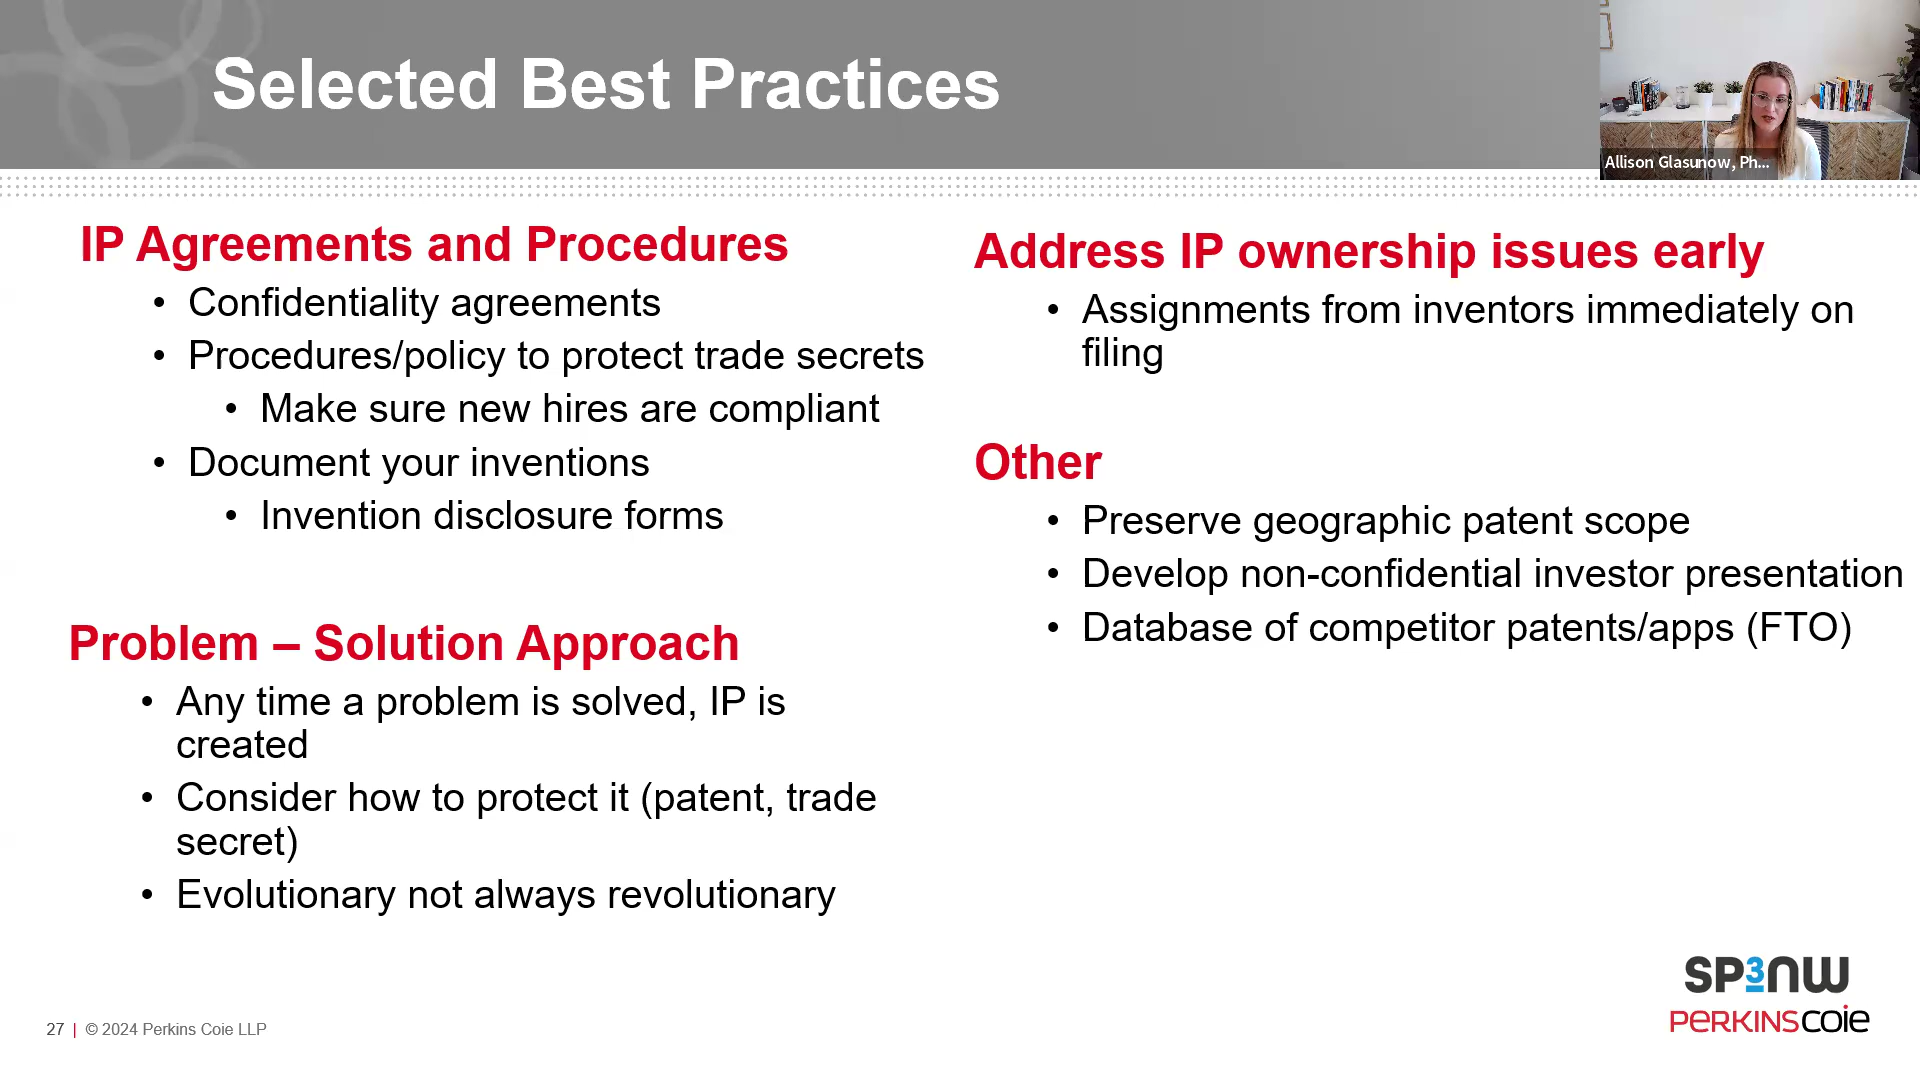 Selected Best Practices
Allison Glasunow, Ph...
IP Agreements and Procedures
• Confidentiality agreements
• Procedures/policy to protect trade secrets
• Make sure new hires are compliant
• Document your inventions
• Invention disclosure forms
Problem – Solution Approach
• Any time a problem is solved, IP is
created
• Consider how to protect it (patent, trade
secret)
• Evolutionary not always revolutionary
Address IP ownership issues early
• Assignments from inventors immediately on
filing
Other
• Preserve geographic patent scope
• Develop non-confidential investor presentation
• Database of competitor patents/apps (FTO)
SP3NW
PERKINSCOIE
27 | © 2024 Perkins Coie LLP